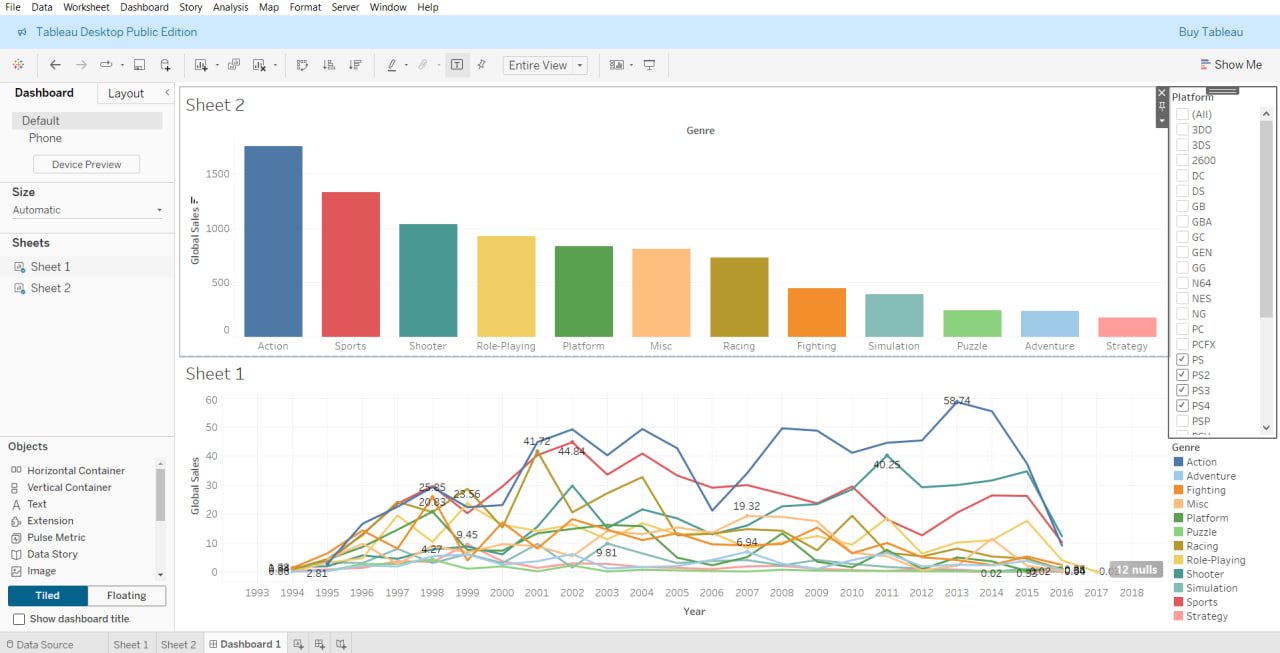 File Data Worksheet Dashboard Story Analysis Map Format Server Window Help
Tableau Desktop Public Edition Buy Tableau
Entire View Show Me
Dashboard Layout
Default
Phone
Device Preview
Size
Automatic
Sheets
Sheet 1
Sheet 2
Objects
Horizontal Container
Vertical Container
Text
Extension
Pulse Metric
Data Story
Image
Tiled Floating
Show dashboard title
Sheet 2
Genre
Global Sales
1500
1000
500
0
Action Sports Shooter Role-Playing Platform Misc Racing Fighting Simulation Puzzle Adventure Strategy
Sheet 1
Global Sales
60
50
40
30
20
10
0
58.74
41.72
44.84
40.25
25.85
23.56
20.83
19.32
9.45
6.94
4.27
9.81
2.81
0.02
12 nulls
1993 1994 1995 1996 1997 1998 1999 2000 2001 2002 2003 2004 2005 2006 2007 2008 2009 2010 2011 2012 2013 2014 2015 2016 2017 2018
Year
Platform
(All)
3DO
3DS
2600
DC
DS
GB
GBA
GC
GEN
GG
N64
NES
NG
PC
PCFX
PS
PS2
PS3
PS4
PSP
Genre
Action
Adventure
Fighting
Misc
Platform
Puzzle
Racing
Role-Playing
Shooter
Simulation
Sports
Strategy
Data Source Sheet 1 Sheet 2 Dashboard 1